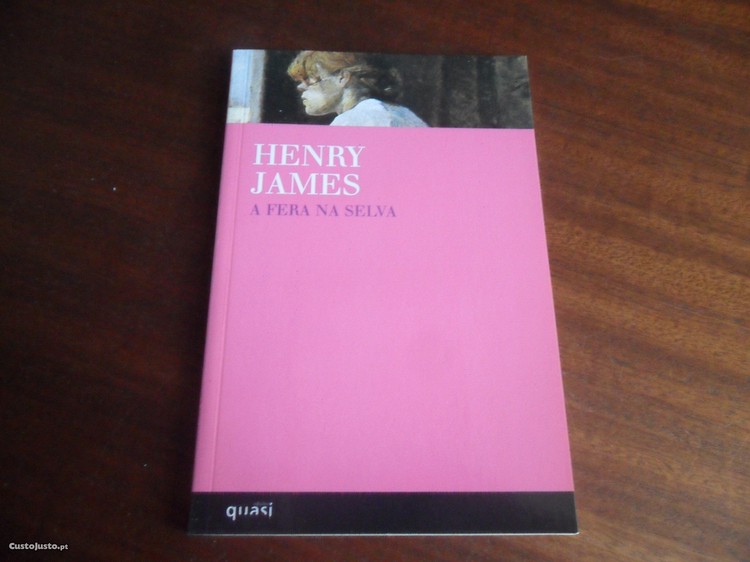 HENRY
JAMES
A FERA NA SELVA
quasi
CustoJusto.pt